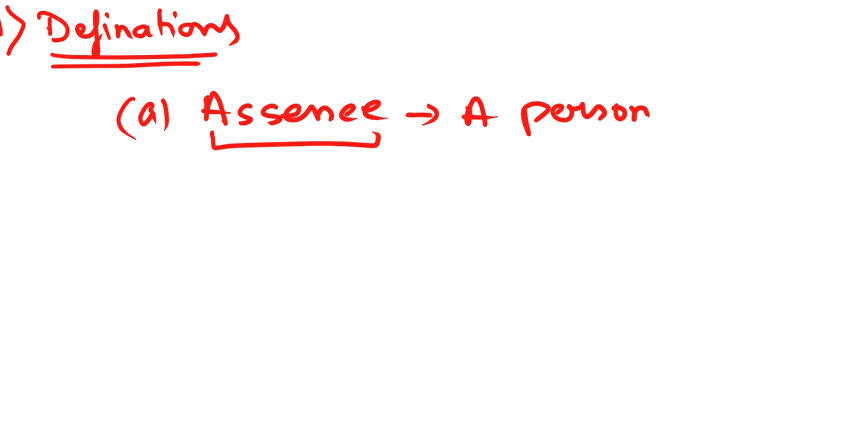 ) Definations
(a) Assenee → A person